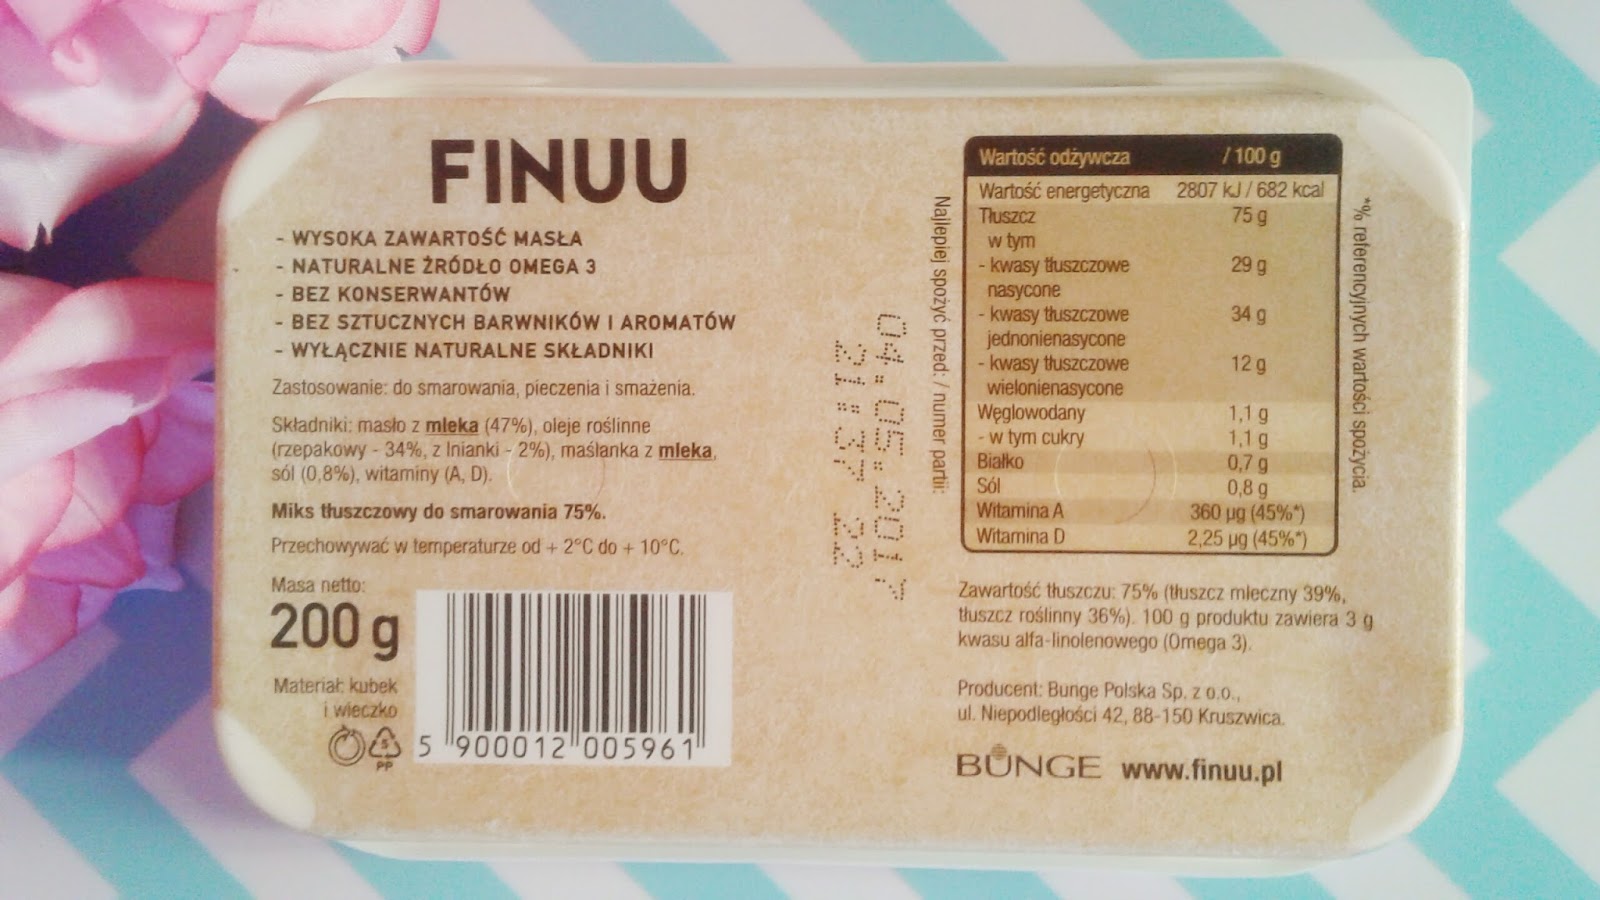 FINUU
- WYSOKA ZAWARTOŚĆ MASŁA
- NATURALNE ŹRÓDŁO OMEGA 3
- BEZ KONSERWANTÓW
- BEZ SZTUCZNYCH BARWNIKÓW I AROMATÓW
- WYŁĄCZNIE NATURALNE SKŁADNIKI
Zastosowanie: do smarowania, pieczenia i smażenia.
Składniki: masło z mleka (47%), oleje roślinne
(rzepakowy - 34%, z lnianki - 2%), maślanka z mleka,
sól (0,8%), witaminy (A, D).
Miks tłuszczowy do smarowania 75%.
Przechowywać w temperaturze od + 2°C do + 10°C.
Masa netto:
200 g
Materiał: kubek
i wieczko
5
PP
5 900012 005961
04.05.2017
21:37 22
Najlepiej spożyć przed: / numer partii:
Wartość odżywcza / 100 g
Wartość energetyczna 2807 kJ / 682 kcal
Tłuszcz 75 g
w tym
- kwasy tłuszczowe 29 g
nasycone
- kwasy tłuszczowe 34 g
jednonienasycone
- kwasy tłuszczowe 12 g
wielonienasycone
Węglowodany 1,1 g
- w tym cukry 1,1 g
Białko 0,7 g
Sól 0,8 g
Witamina A 360 µg (45%*)
Witamina D 2,25 µg (45%*)
*% referencyjnych wartości spożycia.
Zawartość tłuszczu: 75% (tłuszcz mleczny 39%,
tłuszcz roślinny 36%). 100 g produktu zawiera 3 g
kwasu alfa-linolenowego (Omega 3).
Producent: Bunge Polska Sp. z o.o.,
ul. Niepodległości 42, 88-150 Kruszwica.
BUNGE www.finuu.pl